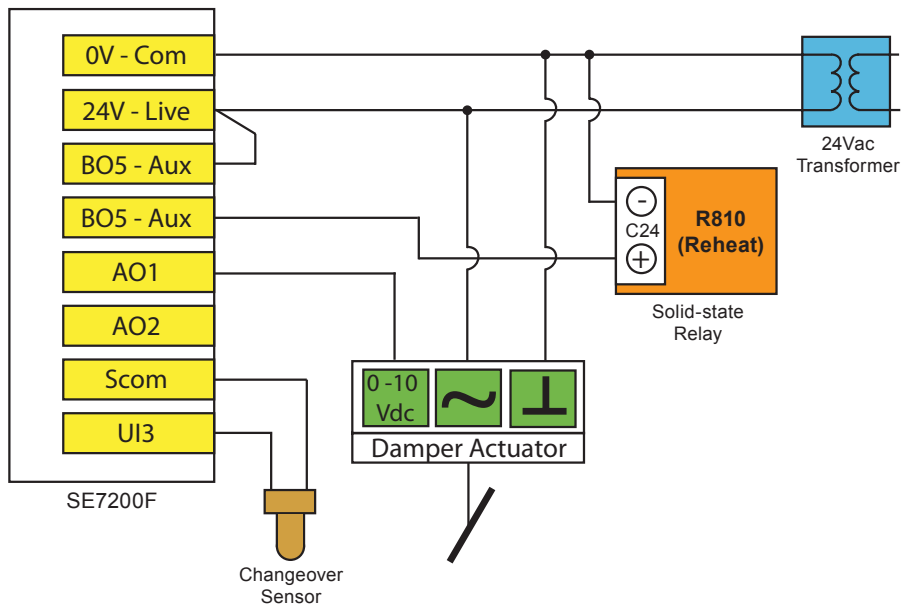 0V - Com
24V - Live
BO5 - Aux
BO5 - Aux
AO1
AO2
Scom
UI3
SE7200F
24Vac
Transformer
-
C24
+
R810
(Reheat)
Solid-state
Relay
0 -10
Vdc
~
Damper Actuator
Changeover
Sensor